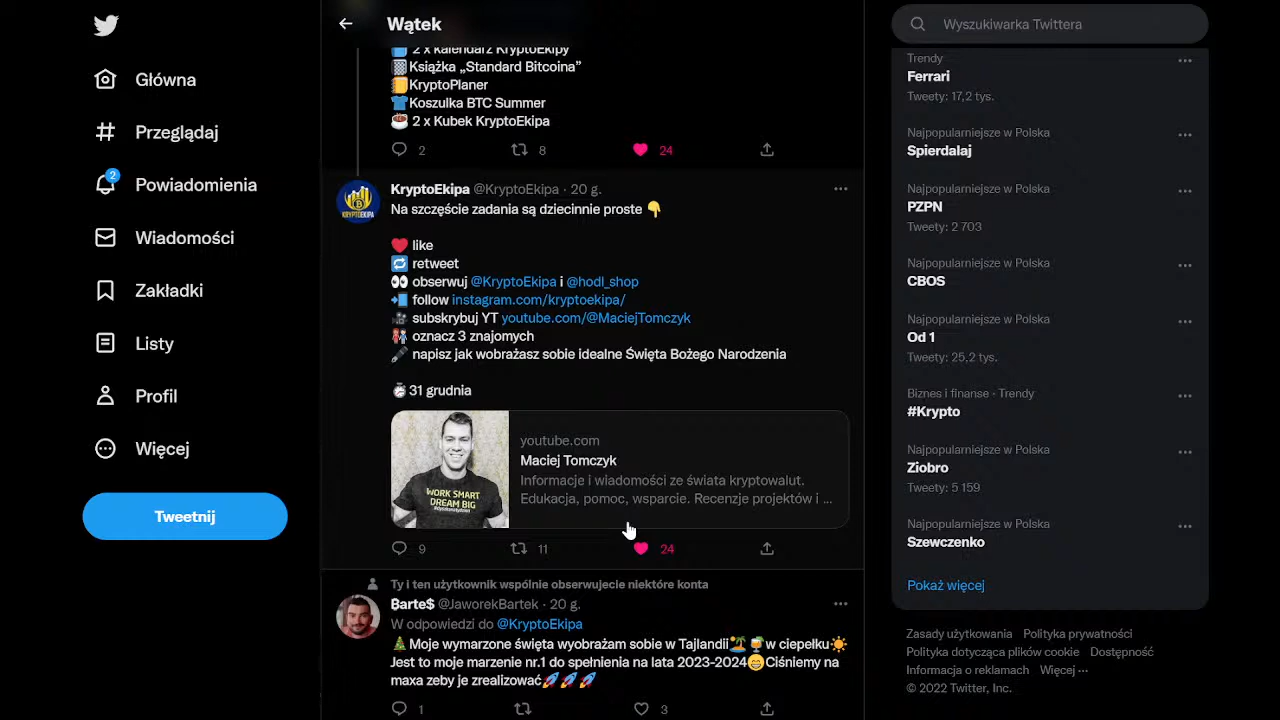 Główna
Przeglądaj
2
Powiadomienia
Wiadomości
Zakładki
Listy
Profil
Więcej
Tweetnij
Wątek
2 x Kalendarz KryptoEkipy
Książka „Standard Bitcoina”
KryptoPlaner
Koszulka BTC Summer
2 x Kubek KryptoEkipa
2 8 24
KryptoEkipa @KryptoEkipa · 20 g.
Na szczęście zadania są dziecinnie proste 👇
❤️ like
🔁 retweet
👀 obserwuj @KryptoEkipa i @hodl_shop
📲 follow instagram.com/kryptoekipa/
🎥 subskrybuj YT youtube.com/@MaciejTomczyk
👫 oznacz 3 znajomych
🖋️ napisz jak wobrażasz sobie idealne Święta Bożego Narodzenia
⏱️ 31 grudnia
WORK SMART
DREAM BIG
youtube.com
Maciej Tomczyk
Informacje i wiadomości ze świata kryptowalut.
Edukacja, pomoc, wsparcie. Recenzje projektów i ...
9 11 24
Ty i ten użytkownik wspólnie obserwujecie niektóre konta
₿arte$ @JaworekBartek · 20 g.
W odpowiedzi do @KryptoEkipa
🎄Moje wymarzone święta wyobrażam sobie w Tajlandii🏝️🍹w ciepełku☀️
Jest to moje marzenie nr.1 do spełnienia na lata 2023-2024😁Ciśniemy na
maxa zeby je zrealizować🚀🚀🚀
1 3
Wyszukiwarka Twittera
Trendy
Ferrari
Tweety: 17,2 tys.
Najpopularniejsze w Polska
Spierdalaj
Najpopularniejsze w Polska
PZPN
Tweety: 2 703
Najpopularniejsze w Polska
CBOS
Najpopularniejsze w Polska
Od 1
Tweety: 25,2 tys.
Biznes i finanse · Trendy
#Krypto
Najpopularniejsze w Polska
Ziobro
Tweety: 5 159
Najpopularniejsze w Polska
Szewczenko
Pokaż więcej
Zasady użytkowania Polityka prywatności
Polityka dotycząca plików cookie Dostępność
Informacja o reklamach Więcej ···
© 2022 Twitter, Inc.